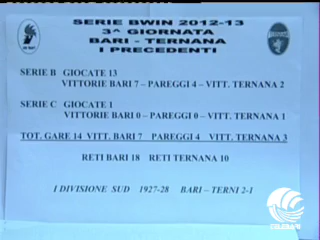 SERIE BWIN 2012-13
3^ GIORNATA
BARI - TERNANA
I PRECEDENTI
SERIE B GIOCATE 13
VITTORIE BARI 7 – PAREGGI 4 – VITT. TERNANA 2
SERIE C GIOCATE 1
VITTORIE BARI 0 – PAREGGI 0 – VITT. TERNANA 1
TOT. GARE 14 VITT. BARI 7 PAREGGI 4 VITT. TERNANA 3
RETI BARI 18 RETI TERNANA 10
I DIVISIONE SUD 1927-28 BARI – TERNI 2-1
TELEBARI